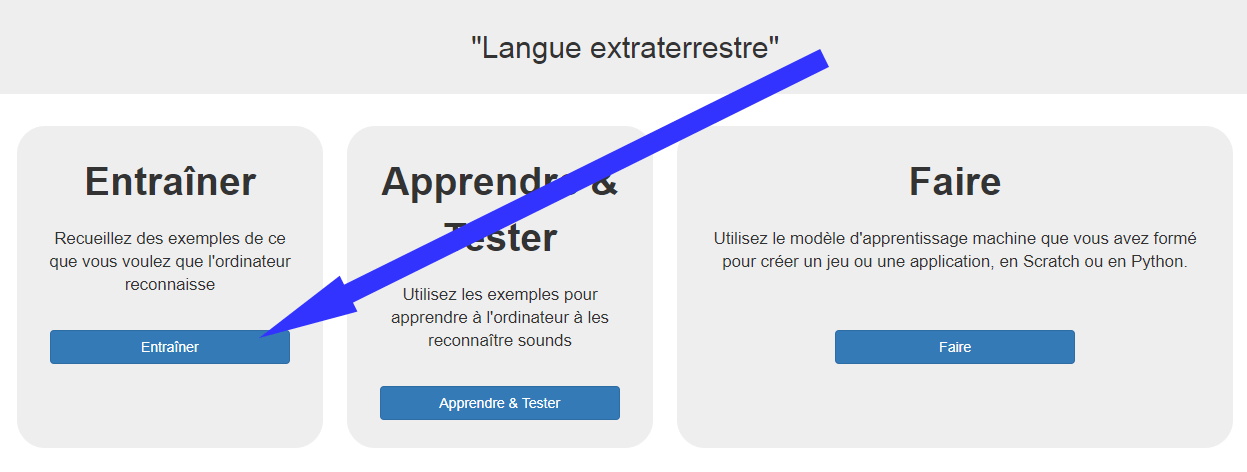 "Langue extraterrestre"
Entraîner
Recueillez des exemples de ce
que vous voulez que l'ordinateur
reconnaisse
Entraîner
Apprendre &
Tester
Utilisez les exemples pour
apprendre à l'ordinateur à les
reconnaître sounds
Apprendre & Tester
Faire
Utilisez le modèle d'apprentissage machine que vous avez formé
pour créer un jeu ou une application, en Scratch ou en Python.
Faire